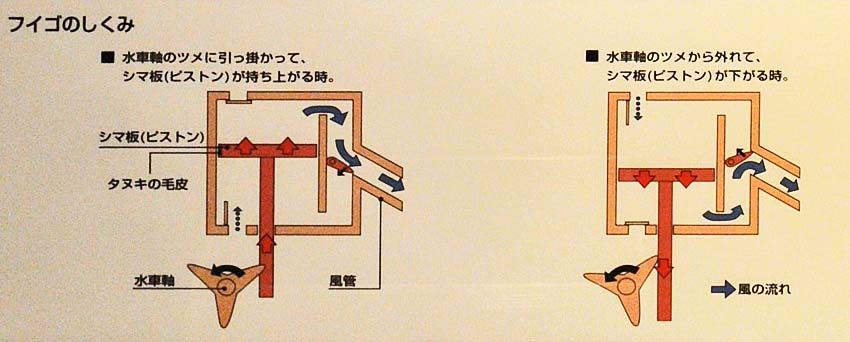 フイゴのしくみ
■ 水車軸のツメに引っ掛かって、
シマ板(ピストン)が持ち上がる時。
シマ板(ピストン)
タヌキの毛皮
水車軸
風管
■ 水車軸のツメから外れて、
シマ板(ピストン)が下がる時。
風の流れ